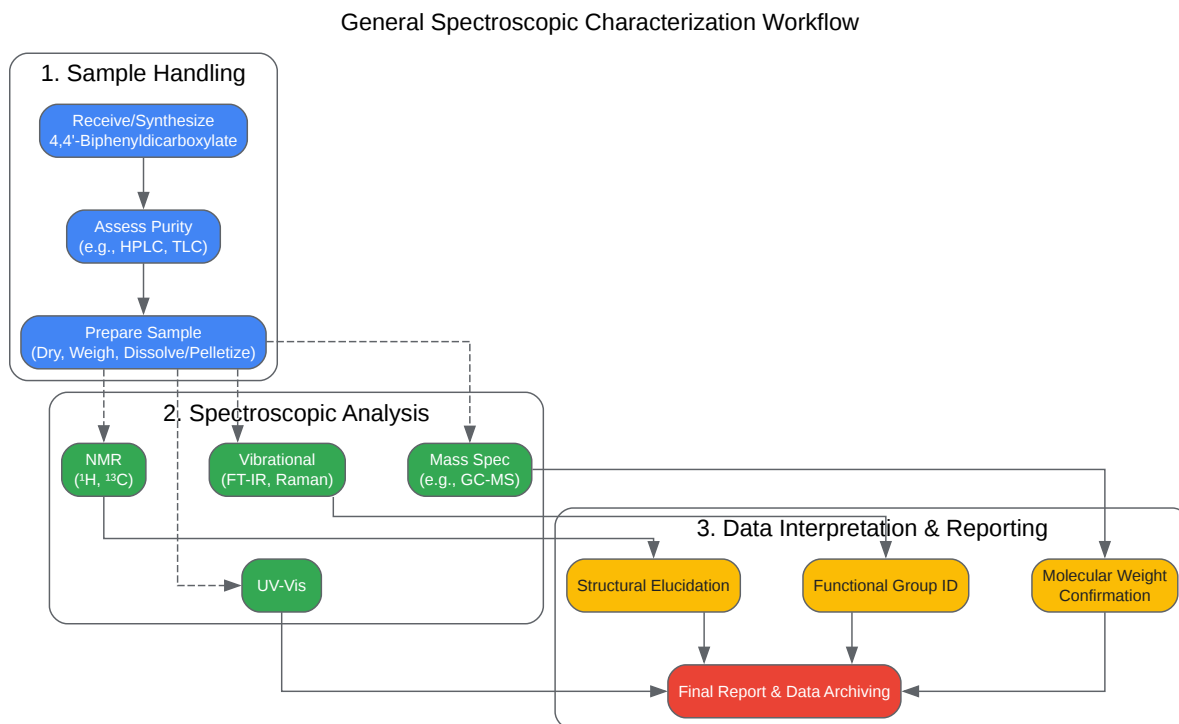 General Spectroscopic Characterization Workflow
1. Sample Handling
Receive/Synthesize
4,4'-Biphenyldicarboxylate
Assess Purity
(e.g., HPLC, TLC)
Prepare Sample
(Dry, Weigh, Dissolve/Pelletize)
2. Spectroscopic Analysis
NMR
(¹H, ¹³C)
Vibrational
(FT-IR, Raman)
Mass Spec
(e.g., GC-MS)
UV-Vis
3. Data Interpretation & Reporting
Structural Elucidation
Functional Group ID
Molecular Weight
Confirmation
Final Report & Data Archiving